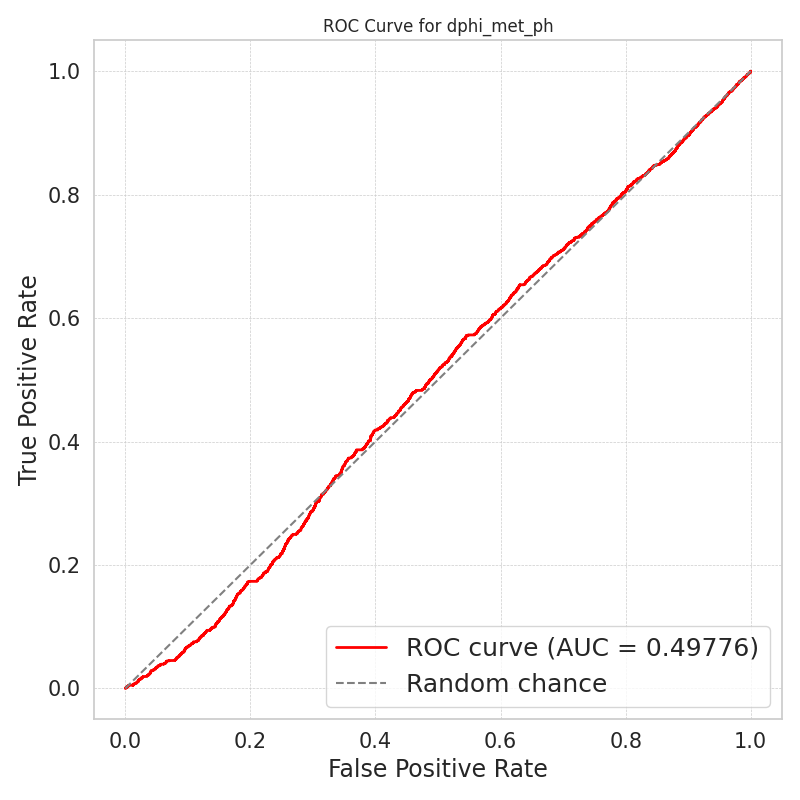 ROC Curve for dphi_met_ph
True Positive Rate
1.0
0.8
0.6
0.4
0.2
0.0
ROC curve (AUC = 0.49776)
Random chance
0.0 0.2 0.4 0.6 0.8 1.0
False Positive Rate